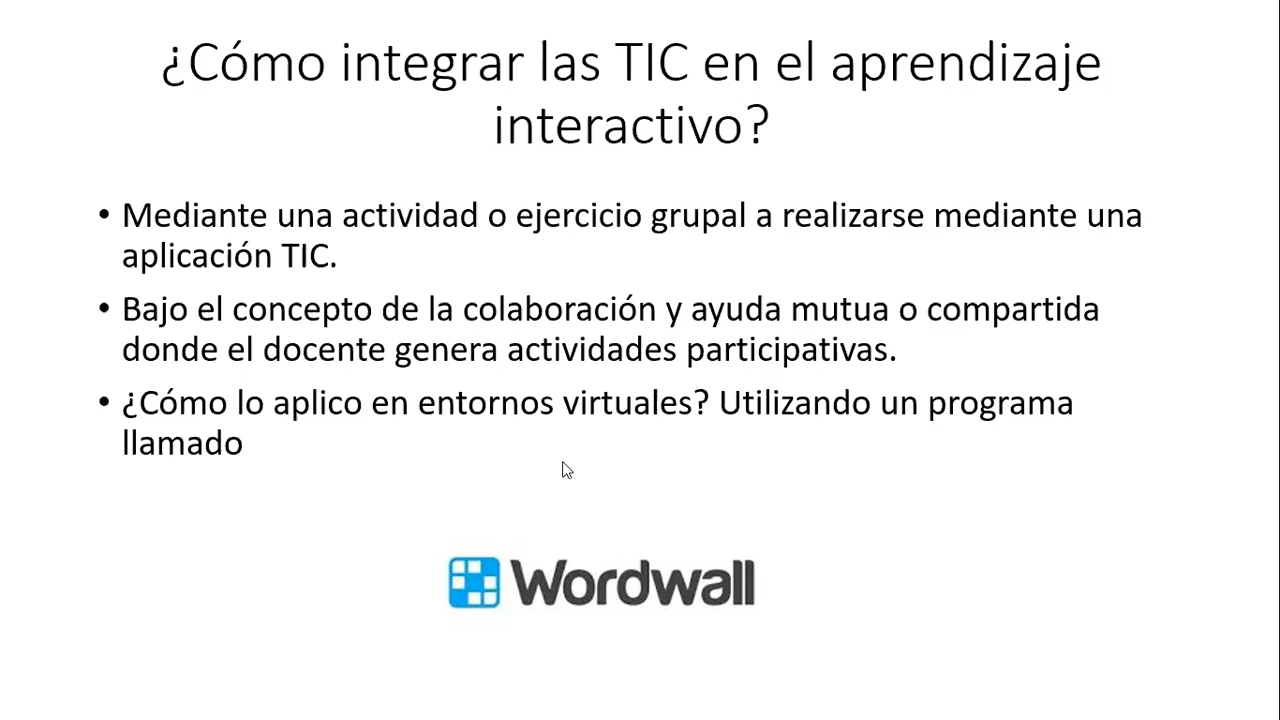 ¿Cómo integrar las TIC en el aprendizaje
interactivo?
• Mediante una actividad o ejercicio grupal a realizarse mediante una
aplicación TIC.
• Bajo el concepto de la colaboración y ayuda mutua o compartida
donde el docente genera actividades participativas.
• ¿Cómo lo aplico en entornos virtuales? Utilizando un programa
llamado
Wordwall